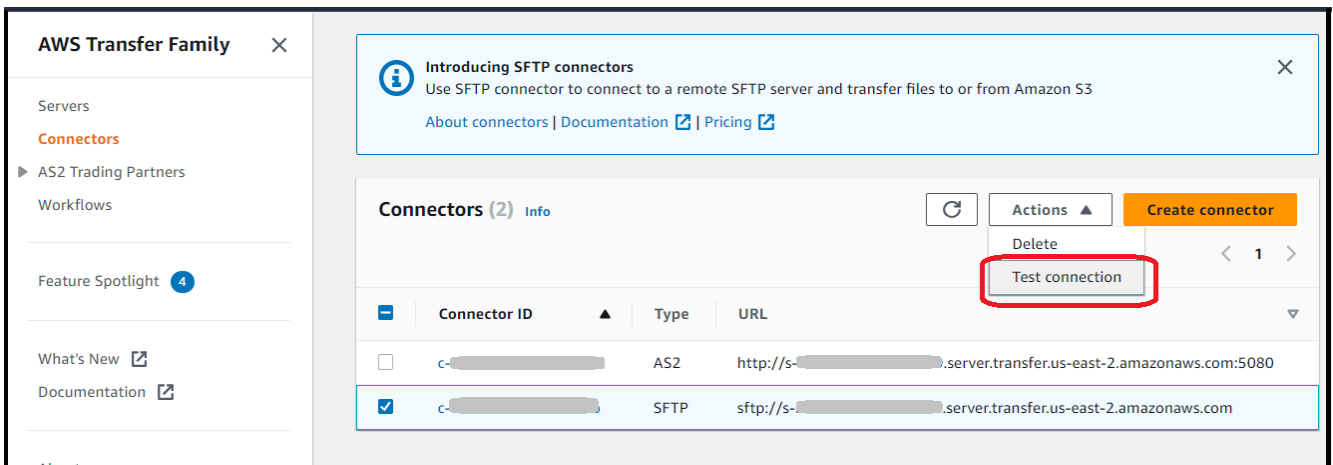 AWS Transfer Family
Servers
Connectors
AS2 Trading Partners
Workflows
Feature Spotlight 4
What's New
Documentation
Introducing SFTP connectors
Use SFTP connector to connect to a remote SFTP server and transfer files to or from Amazon S3
About connectors | Documentation | Pricing
Connectors (2) Info
Actions
Create connector
Delete
Test connection
1
Connector ID Type URL
c- AS2 http://s- .server.transfer.us-east-2.amazonaws.com:5080
c- SFTP sftp://s- .server.transfer.us-east-2.amazonaws.com